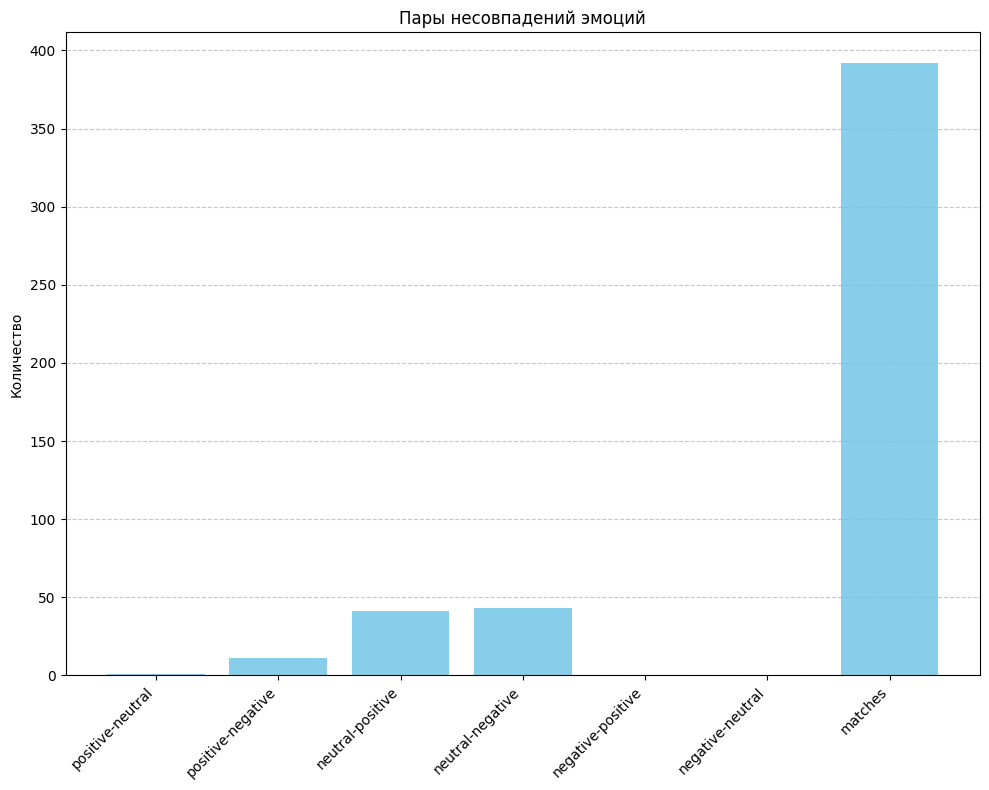 Пары несовпадений эмоций
Количество
400
350
300
250
200
150
100
50
0
positive-neutral
positive-negative
neutral-positive
neutral-negative
negative-positive
negative-neutral
matches